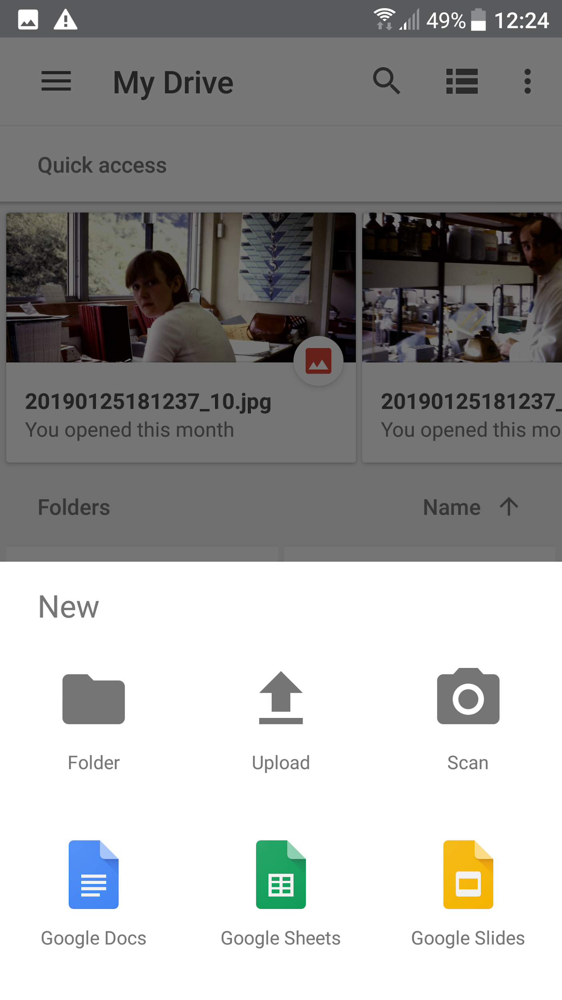 49% 12:24
My Drive
Quick access
20190125181237_10.jpg
You opened this month
20190125181237_
You opened this mo
Folders
Name
New
Folder
Upload
Scan
Google Docs
Google Sheets
Google Slides